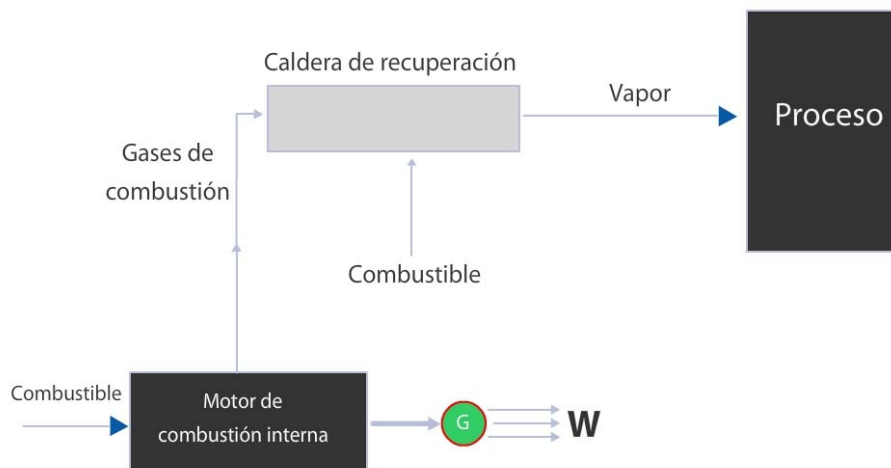 Caldera de recuperación
Vapor
Proceso
Gases de
combustión
Combustible
Combustible
Motor de
combustión interna
G
W